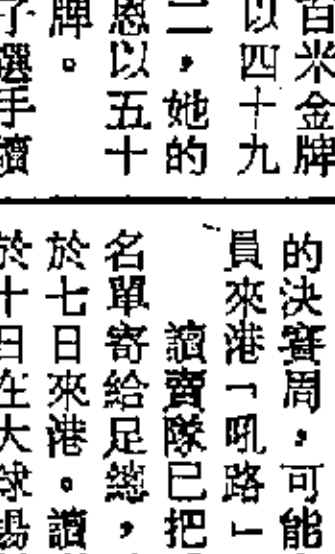 百米金牌
以四十九
二，她的
恩以五十
牌。
選手
的決賽周，可能
員來港「吼路」
讀賣隊已把
名單寄給足總，
於七日來港。讀
於十日在大球場